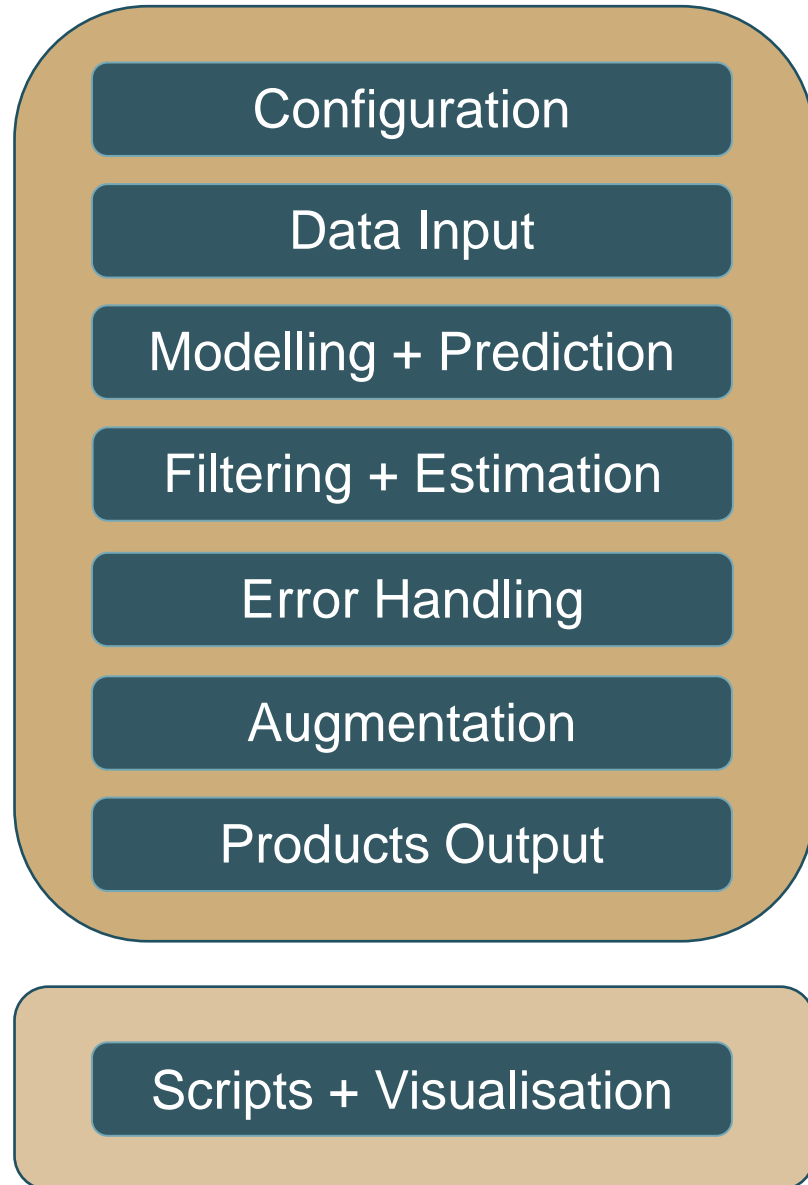 Configuration
Data Input
Modelling + Prediction
Filtering + Estimation
Error Handling
Augmentation
Products Output
Scripts + Visualisation